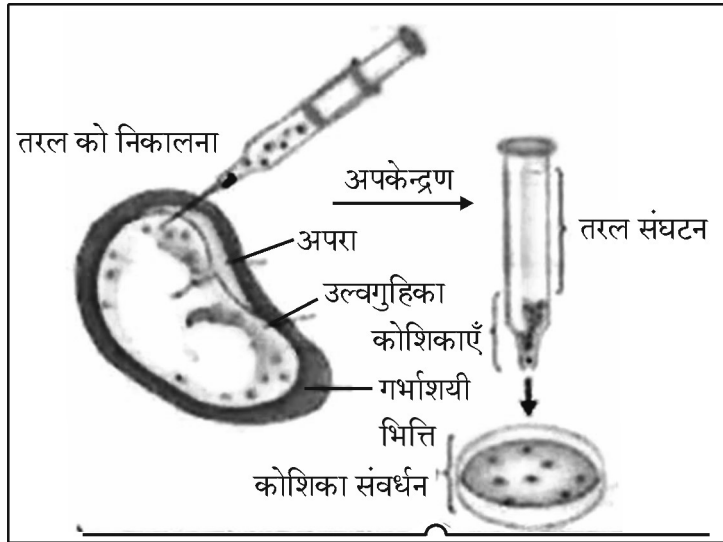 तरल को निकालना
अपकेन्द्रण
तरल संघटन
अपरा
उल्वगुहिका
कोशिकाएँ
गर्भाशयी
भित्ति
कोशिका संवर्धन